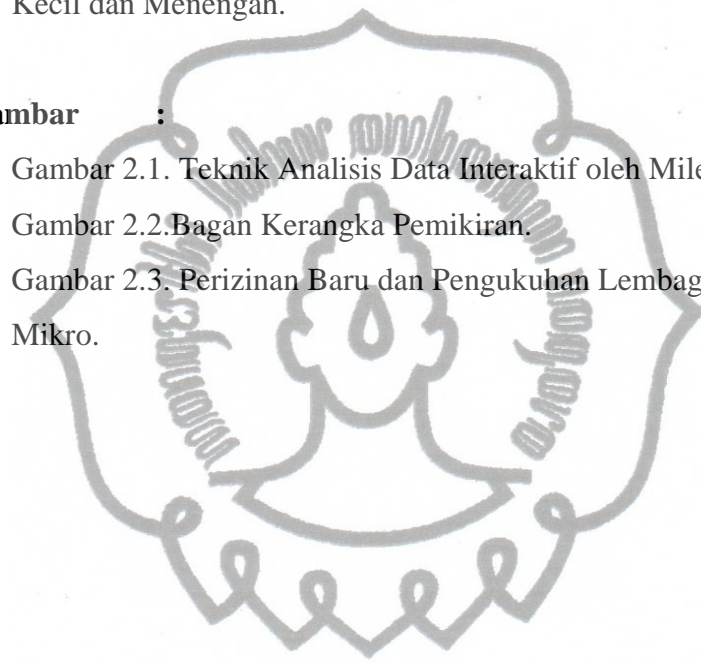 Kecil dan Menengah.
ambar :
Gambar 2.1. Teknik Analisis Data Interaktif oleh Mile
Gambar 2.2.Bagan Kerangka Pemikiran.
Gambar 2.3. Perizinan Baru dan Pengukuhan Lembag
Mikro.